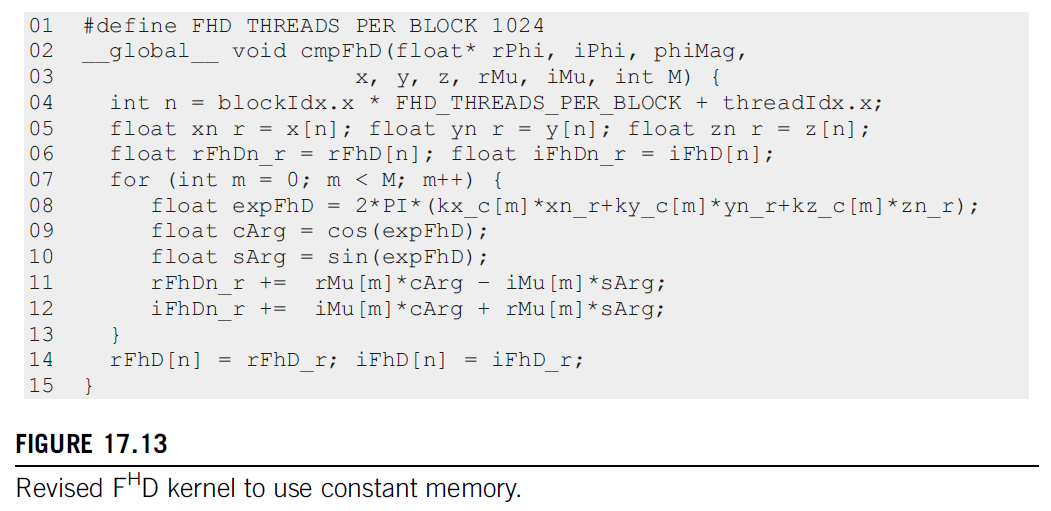 01 #define FHD THREADS PER BLOCK 1024
02 __global__ void cmpFhD(float* rPhi, iPhi, phiMag,
03 x, y, z, rMu, iMu, int M) {
04 int n = blockIdx.x * FHD_THREADS_PER_BLOCK + threadIdx.x;
05 float xn r = x[n]; float yn r = y[n]; float zn r = z[n];
06 float rFhDn_r = rFhD[n]; float iFhDn_r = iFhD[n];
07 for (int m = 0; m < M; m++) {
08 float expFhD = 2*PI*(kx_c[m]*xn_r+ky_c[m]*yn_r+kz_c[m]*zn_r);
09 float cArg = cos(expFhD);
10 float sArg = sin(expFhD);
11 rFhDn_r += rMu[m]*cArg – iMu[m]*sArg;
12 iFhDn_r += iMu[m]*cArg + rMu[m]*sArg;
13 }
14 rFhD[n] = rFhD_r; iFhD[n] = iFhD_r;
15 }
FIGURE 17.13
Revised FᴴD kernel to use constant memory.